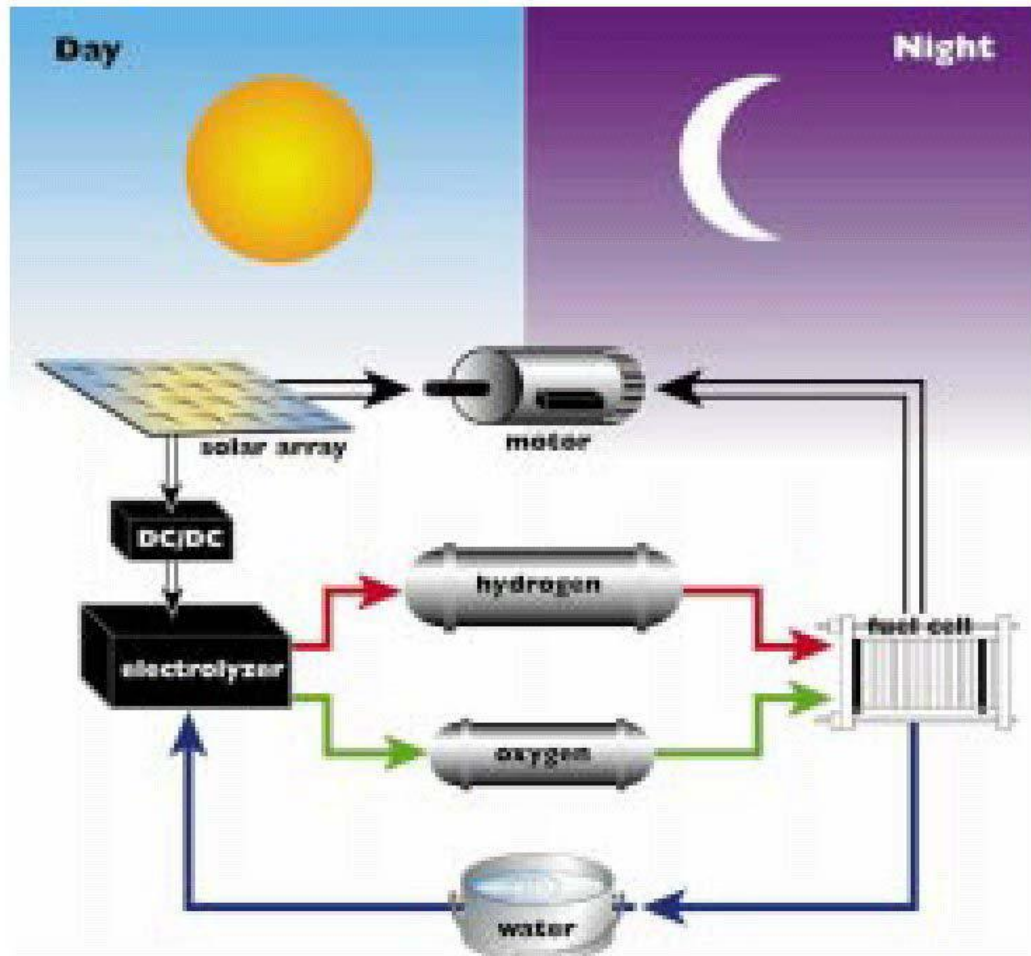 Day
Night
solar array
motor
DC/DC
hydrogen
fuel cell
electrolyzer
oxygen
water